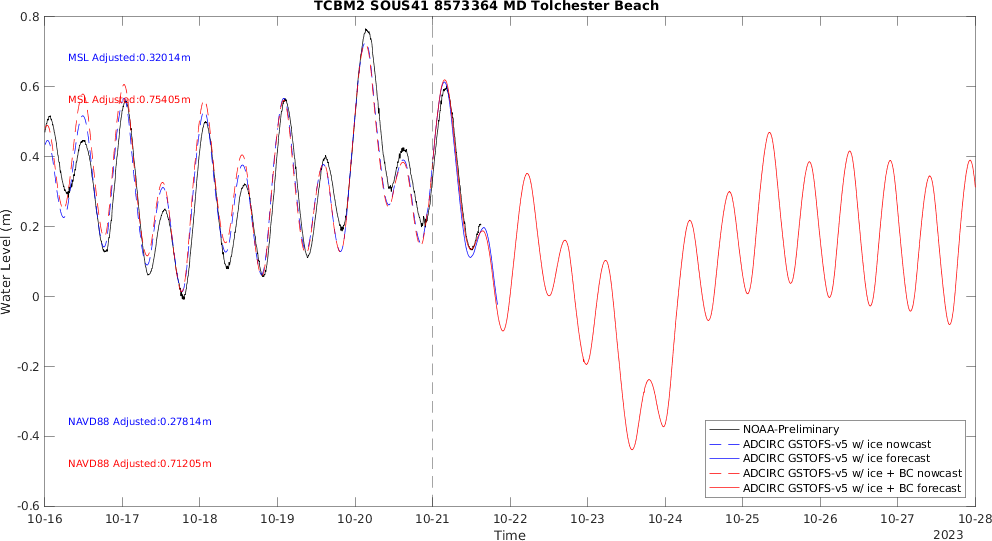 TCBM2 SOUS41 8573364 MD Tolchester Beach
0.8
0.6
0.4
0.2
0
-0.2
-0.4
-0.6
Water Level (m)
MSL Adjusted:0.32014m
MSL Adjusted:0.75405m
NAVD88 Adjusted:0.27814m
NAVD88 Adjusted:0.71205m
NOAA-Preliminary
ADCIRC GSTOFS-v5 w/ ice nowcast
ADCIRC GSTOFS-v5 w/ ice forecast
ADCIRC GSTOFS-v5 w/ ice + BC nowcast
ADCIRC GSTOFS-v5 w/ ice + BC forecast
10-16 10-17 10-18 10-19 10-20 10-21 10-22 10-23 10-24 10-25 10-26 10-27 10-28
Time
2023